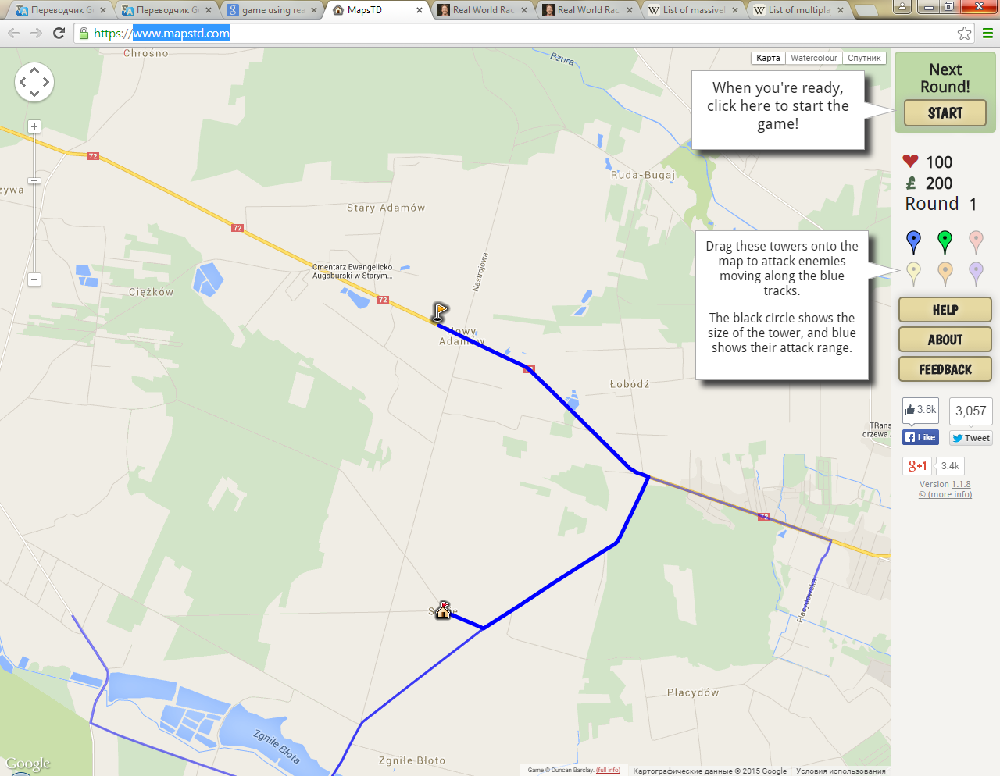 Переводчик Go
Переводчик Go
game using rea
MapsTD
Real World Rac
Real World Rac
List of massivel
List of multipla
https://www.mapstd.com
Chrośno
Bzura
Карта
Watercolour
Спутник
When you're ready,
click here to start the
game!
Next
Round!
START
72
100
200
Round 1
Ruda-Bugaj
zywa
Stary Adamów
72
Drag these towers onto the
map to attack enemies
moving along the blue
tracks.
The black circle shows the
size of the tower, and blue
shows their attack range.
Nastrojowa
Cmentarz Ewangelicko
Augsburski w Starym...
Ciężków
72
HELP
ABOUT
FEEDBACK
Nowy
Adamów
Łobódź
3.8k
3,057
Like
Tweet
TRans
drzewa
g+1
3.4k
Version 1.1.8
© (more info)
72
Placydowska
Placydów
Zgniłe Błota
Zgniłe Błoto
Google
Game © Duncan Barclay. (full info)
Картографические данные © 2015 Google
Условия использования